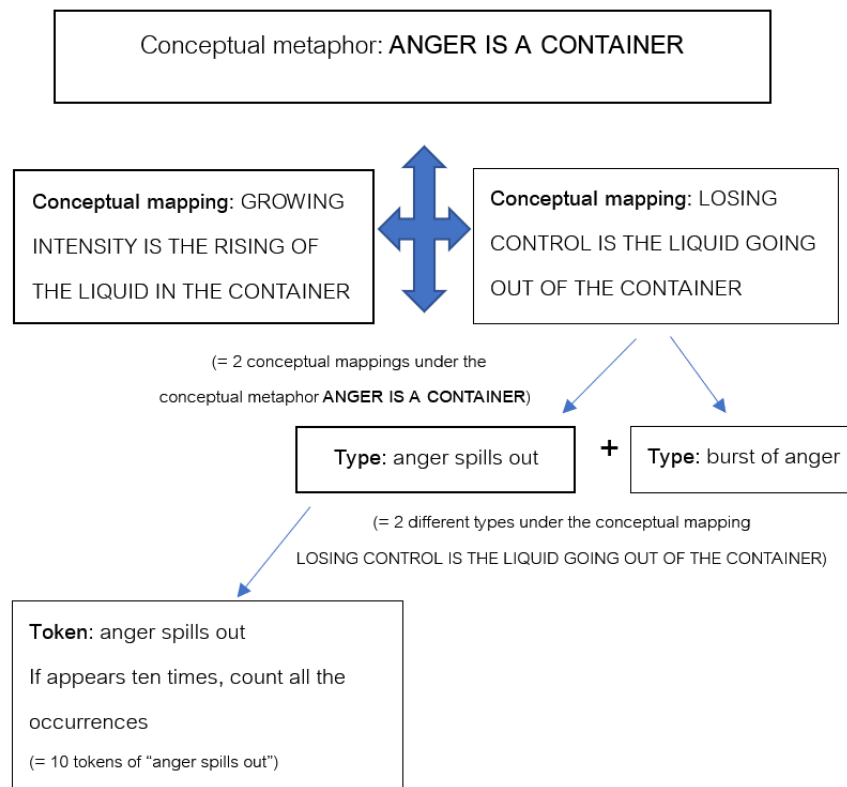 Conceptual metaphor: ANGER IS A CONTAINER
Conceptual mapping: GROWING
INTENSITY IS THE RISING OF
THE LIQUID IN THE CONTAINER
Conceptual mapping: LOSING
CONTROL IS THE LIQUID GOING
OUT OF THE CONTAINER
(= 2 conceptual mappings under the
conceptual metaphor ANGER IS A CONTAINER)
Type: anger spills out
+
Type: burst of anger
(= 2 different types under the conceptual mapping
LOSING CONTROL IS THE LIQUID GOING OUT OF THE CONTAINER)
Token: anger spills out
If appears ten times, count all the
occurrences
(= 10 tokens of “anger spills out”)